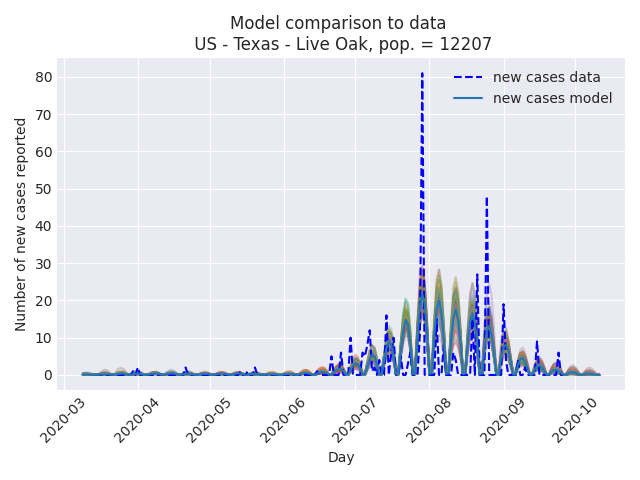 Model comparison to data
US - Texas - Live Oak, pop. = 12207
new cases data
new cases model
Number of new cases reported
80
70
60
50
40
30
20
10
0
2020-03
2020-04
2020-05
2020-06
2020-07
2020-08
2020-09
2020-10
Day